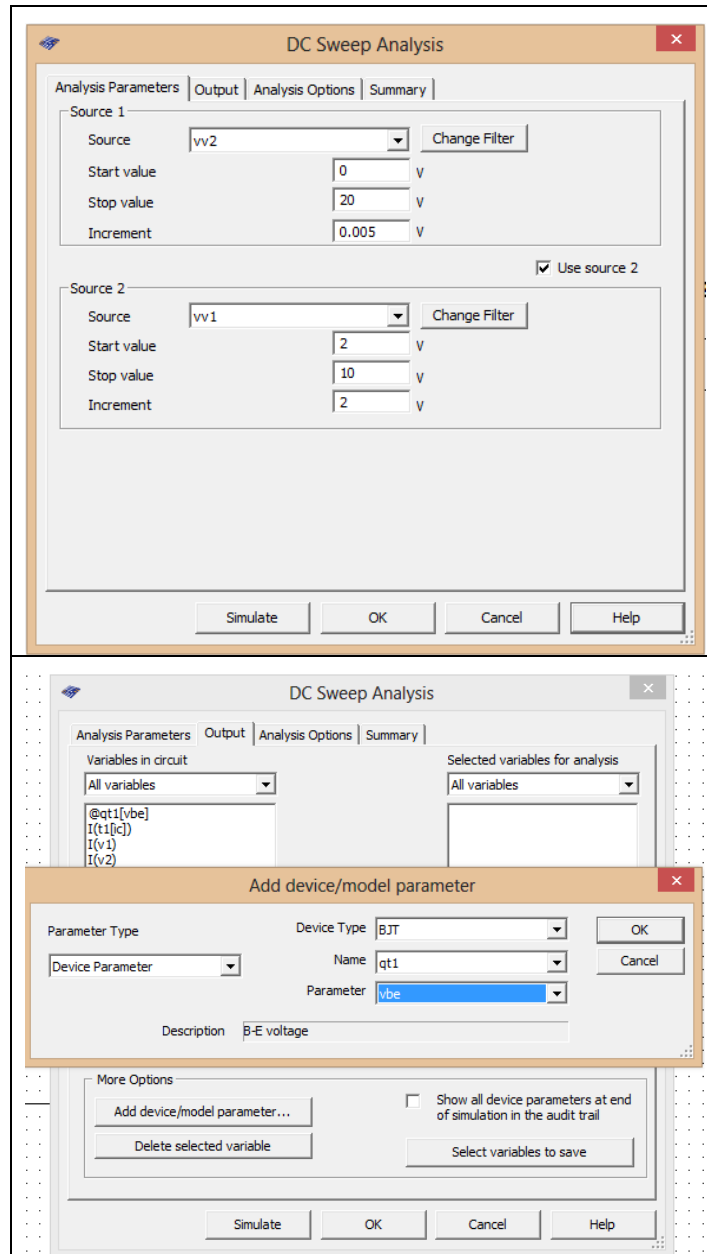 DC Sweep Analysis
Analysis Parameters Output Analysis Options Summary
Source 1
Source vv2 Change Filter
Start value 0 V
Stop value 20 V
Increment 0.005 V
Use source 2
Source 2
Source vv1 Change Filter
Start value 2 V
Stop value 10 V
Increment 2 V
Simulate OK Cancel Help
DC Sweep Analysis
Analysis Parameters Output Analysis Options Summary
Variables in circuit Selected variables for analysis
All variables All variables
@qt1[vbe]
I(t1[ic])
I(v1)
I(v2)
Add device/model parameter
Parameter Type Device Type BJT OK
Device Parameter Name qt1 Cancel
Parameter vbe
Description B-E voltage
More Options
Add device/model parameter... Show all device parameters at end
of simulation in the audit trail
Delete selected variable Select variables to save
Simulate OK Cancel Help